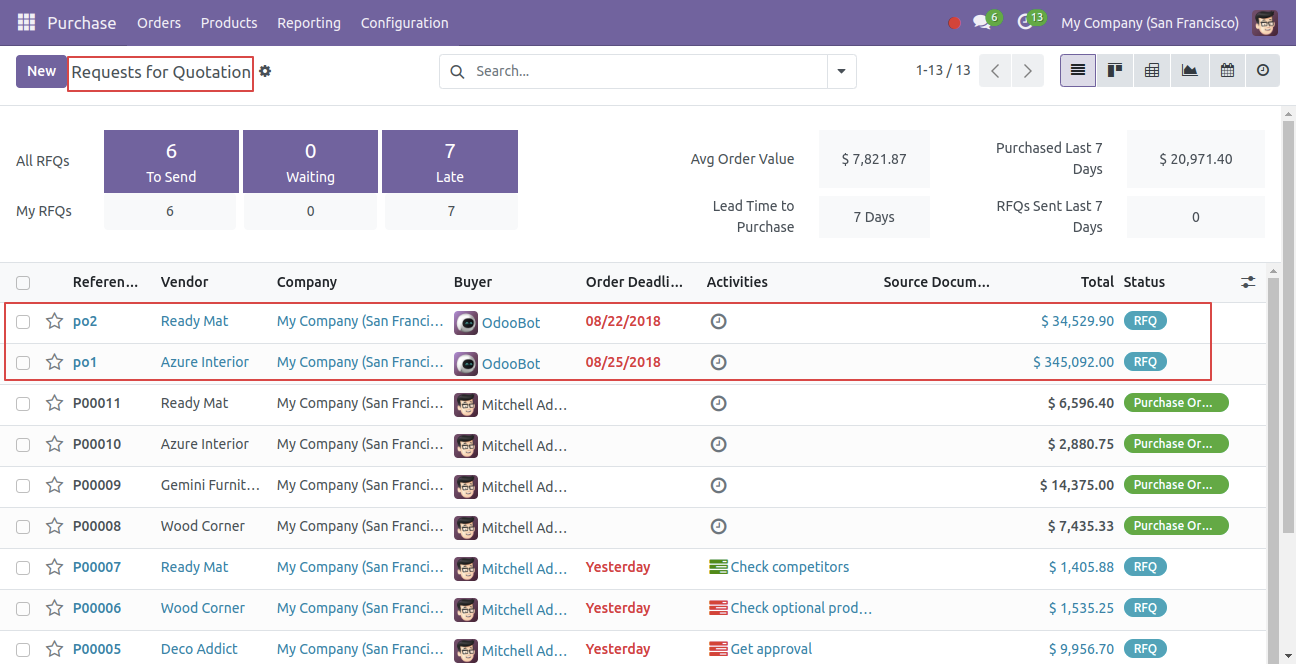 Purchase Orders Products Reporting Configuration 6 13 My Company (San Francisco)
New Requests for Quotation Search... 1-13 / 13
All RFQs 6 To Send 0 Waiting 7 Late
My RFQs 6 0 7
Avg Order Value $ 7,821.87 Purchased Last 7 Days $ 20,971.40
Lead Time to Purchase 7 Days RFQs Sent Last 7 Days 0
Referen... Vendor Company Buyer Order Deadli... Activities Source Docum... Total Status
po2 Ready Mat My Company (San Franci... OdooBot 08/22/2018 $ 34,529.90 RFQ
po1 Azure Interior My Company (San Franci... OdooBot 08/25/2018 $ 345,092.00 RFQ
P00011 Ready Mat My Company (San Franci... Mitchell Ad... $ 6,596.40 Purchase Or...
P00010 Azure Interior My Company (San Franci... Mitchell Ad... $ 2,880.75 Purchase Or...
P00009 Gemini Furnit... My Company (San Franci... Mitchell Ad... $ 14,375.00 Purchase Or...
P00008 Wood Corner My Company (San Franci... Mitchell Ad... $ 7,435.33 Purchase Or...
P00007 Ready Mat My Company (San Franci... Mitchell Ad... Yesterday Check competitors $ 1,405.88 RFQ
P00006 Wood Corner My Company (San Franci... Mitchell Ad... Yesterday Check optional prod... $ 1,535.25 RFQ
P00005 Deco Addict My Company (San Franci... Mitchell Ad... Yesterday Get approval $ 9,956.70 RFQ